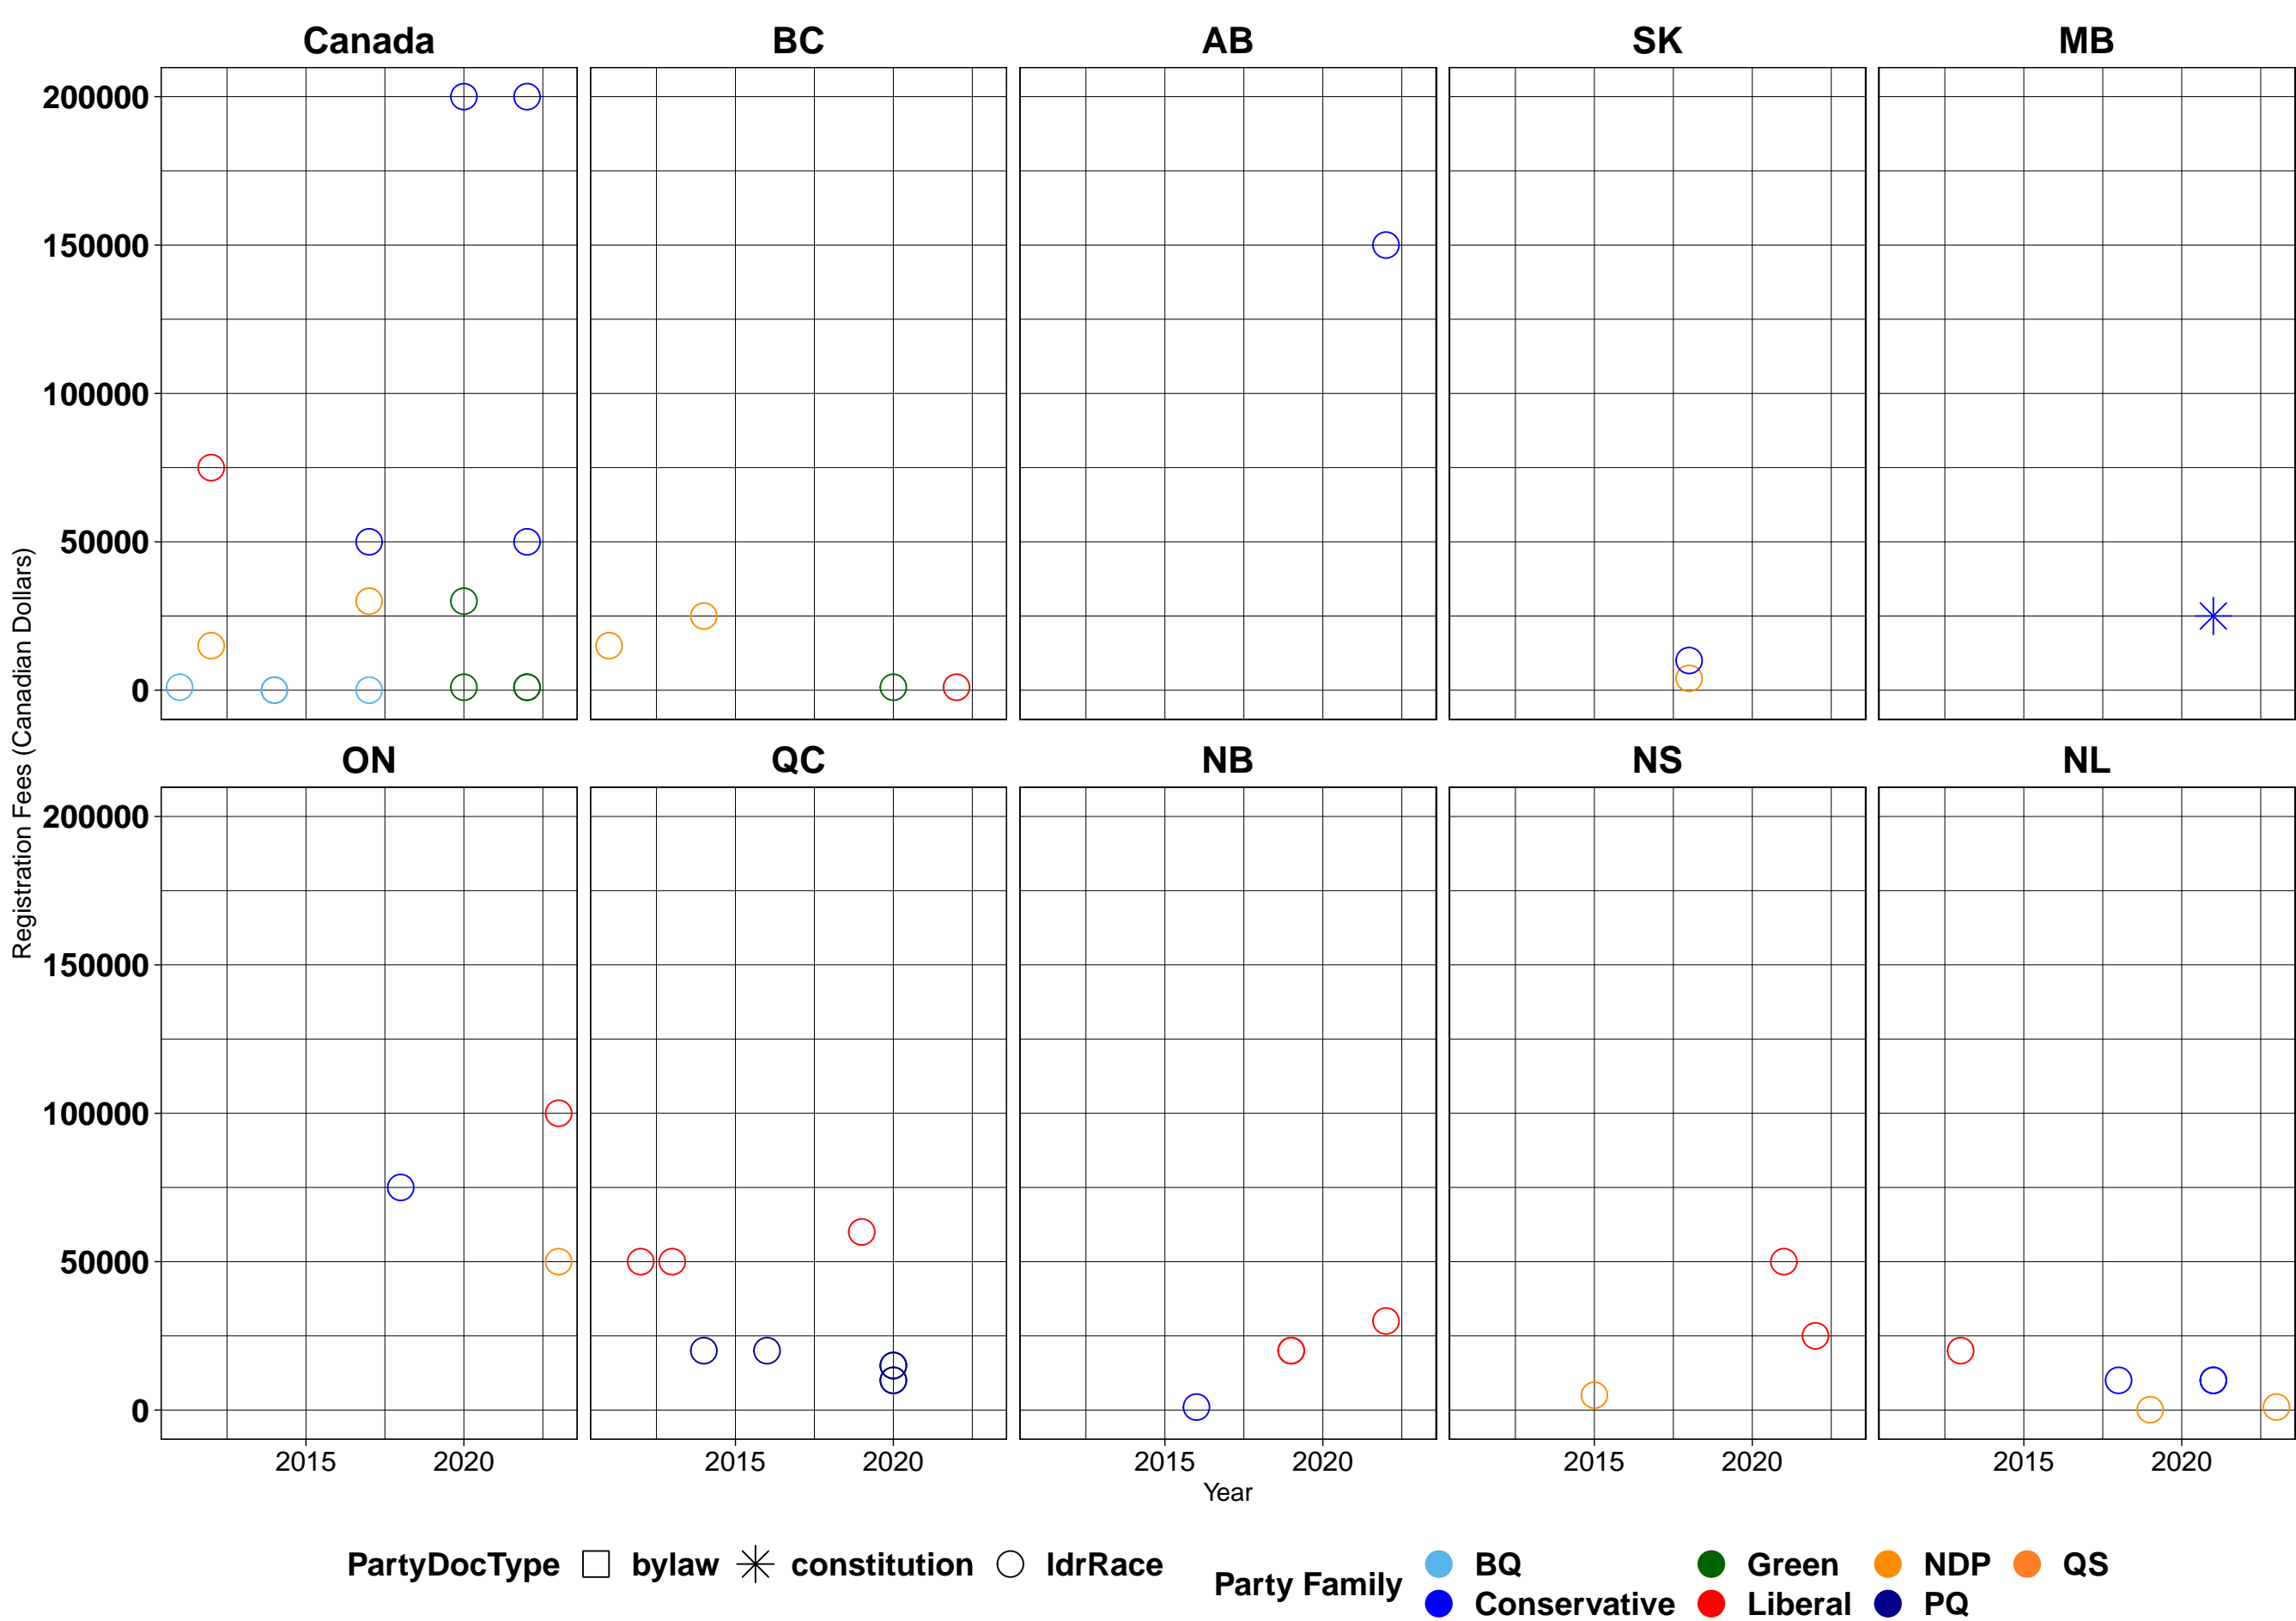 Canada BC AB SK MB
200000
150000
100000
50000
0
Registration Fees (Canadian Dollars)
ON QC NB NS NL
200000
150000
100000
50000
0
2015 2020 2015 2020 2015 2020 2015 2020 2015 2020
Year
PartyDocType bylaw constitution ldrRace
Party Family
BQ Green NDP QS
Conservative Liberal PQ